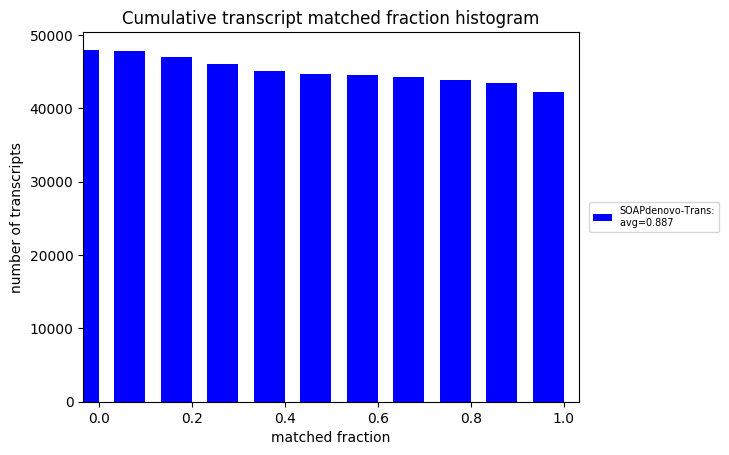 Cumulative transcript matched fraction histogram
50000
40000
30000
20000
10000
0
number of transcripts
0.0 0.2 0.4 0.6 0.8 1.0
matched fraction
SOAPdenovo-Trans:
avg=0.887